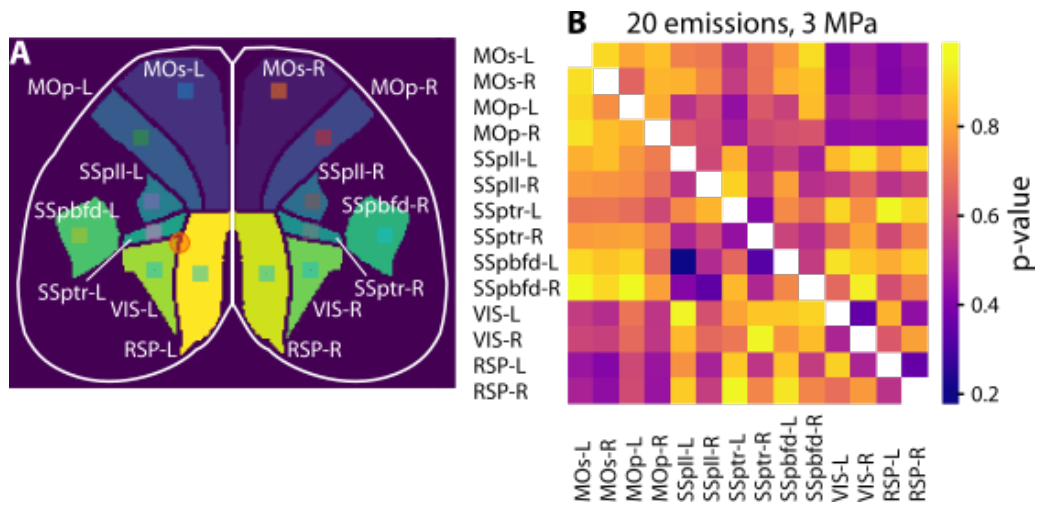 A
MOs-L
MOs-R
MOp-L
MOp-R
SSpll-L
SSpll-R
SSpbfd-L
SSpbfd-R
SSptr-L
SSptr-R
VIS-L
VIS-R
RSP-L
RSP-R
B
20 emissions, 3 MPa
MOs-L
MOs-R
MOp-L
MOp-R
SSpll-L
SSpll-R
SSptr-L
SSptr-R
SSpbfd-L
SSpbfd-R
VIS-L
VIS-R
RSP-L
RSP-R
MOs-L
MOs-R
MOp-L
MOp-R
SSpll-L
SSpll-R
SSptr-L
SSptr-R
SSpbfd-L
SSpbfd-R
VIS-L
VIS-R
RSP-L
RSP-R
0.8
0.6
0.4
0.2
p-value